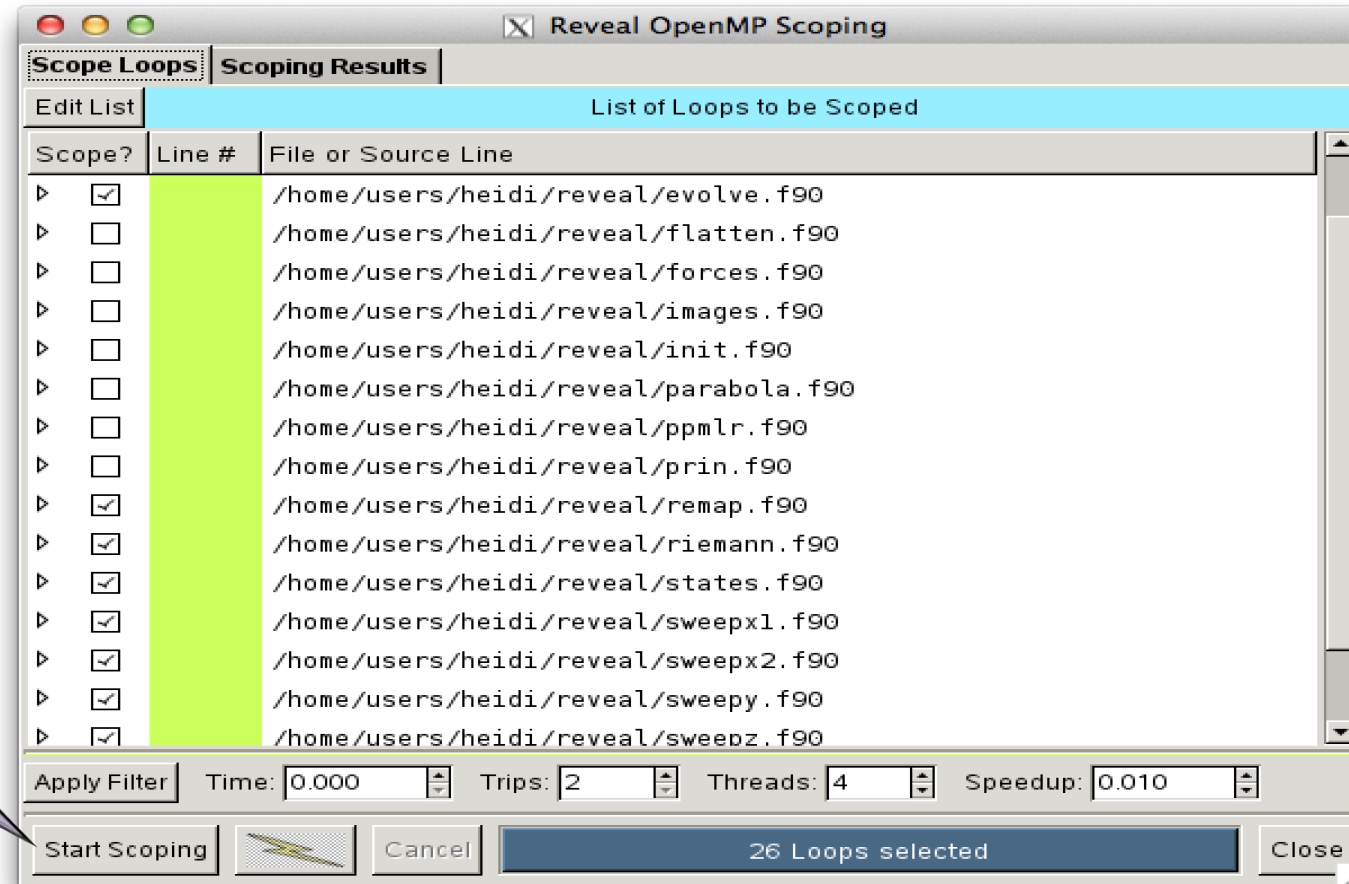 Reveal OpenMP Scoping
Scope Loops Scoping Results
Edit List List of Loops to be Scoped
Scope? Line # File or Source Line
/home/users/heidi/reveal/evolve.f90
/home/users/heidi/reveal/flatten.f90
/home/users/heidi/reveal/forces.f90
/home/users/heidi/reveal/images.f90
/home/users/heidi/reveal/init.f90
/home/users/heidi/reveal/parabola.f90
/home/users/heidi/reveal/ppmlr.f90
/home/users/heidi/reveal/prin.f90
/home/users/heidi/reveal/remap.f90
/home/users/heidi/reveal/riemann.f90
/home/users/heidi/reveal/states.f90
/home/users/heidi/reveal/sweepx1.f90
/home/users/heidi/reveal/sweepx2.f90
/home/users/heidi/reveal/sweepy.f90
/home/users/heidi/reveal/sweepz.f90
Apply Filter Time: 0.000 Trips: 2 Threads: 4 Speedup: 0.010
Start Scoping Cancel 26 Loops selected Close